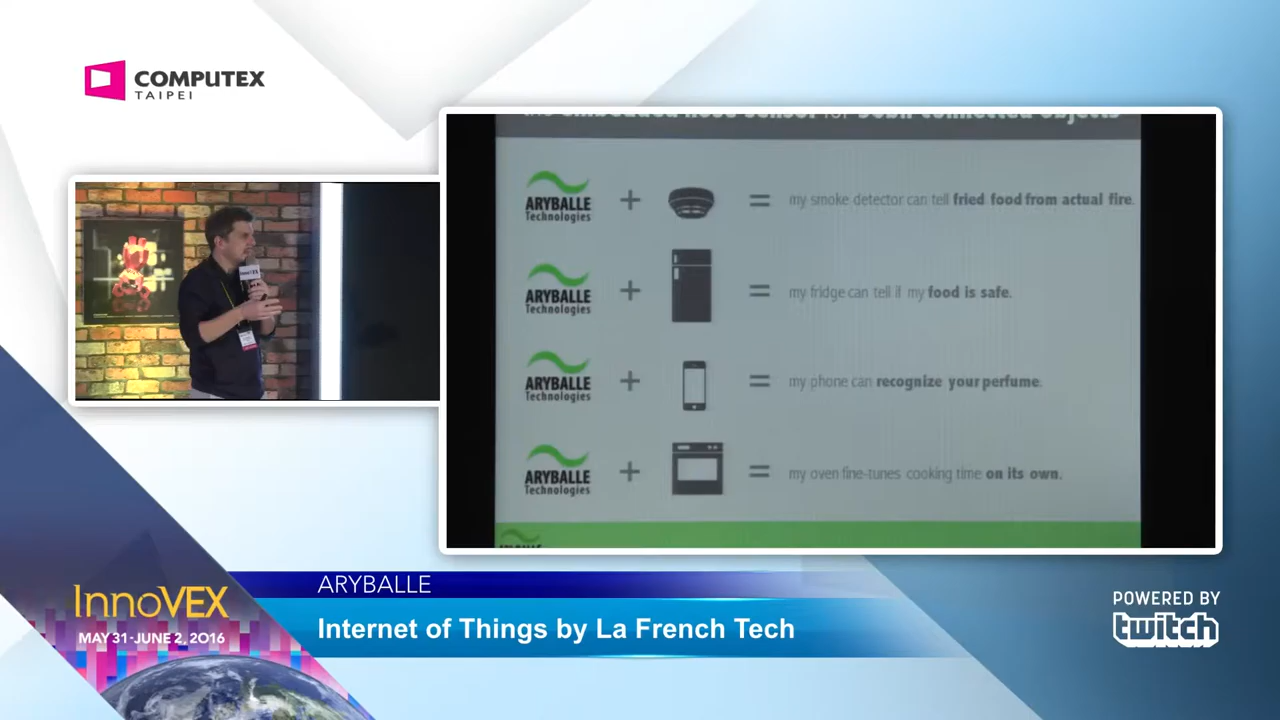 COMPUTEX
TAIPEI
ARYBALLE
Technologies
+
=
my smoke detector can tell fried food from actual fire.
ARYBALLE
Technologies
+
=
my fridge can tell if my food is safe.
ARYBALLE
Technologies
+
=
my phone can recognize your perfume.
ARYBALLE
Technologies
+
=
my oven fine-tunes cooking time on its own.
InnoVEX
MAY 31-JUNE 2, 2016
ARYBALLE
Internet of Things by La French Tech
POWERED BY
twitch